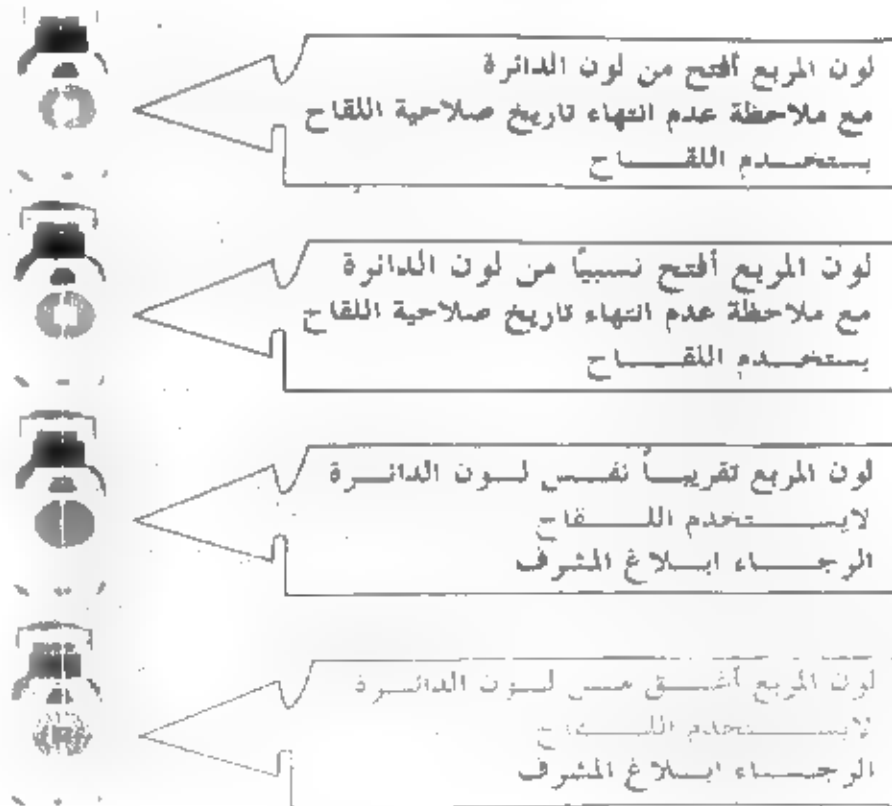 لون المربع أفتح من لون الدائرة
مع ملاحظة عدم انتهاء تاريخ صلاحية اللقاح
يستخدم اللقاح
لون المربع أفتح نسبيًا من لون الدائرة
مع ملاحظة عدم انتهاء تاريخ صلاحية اللقاح
يستخدم اللقاح
لون المربع تقريباً نفس لون الدائرة
لايستخدم اللقاح
الرجاء ابلاغ المشرف
لون المربع أغمق من لون الدائرة
لايستخدم اللقاح
الرجاء ابلاغ المشرف